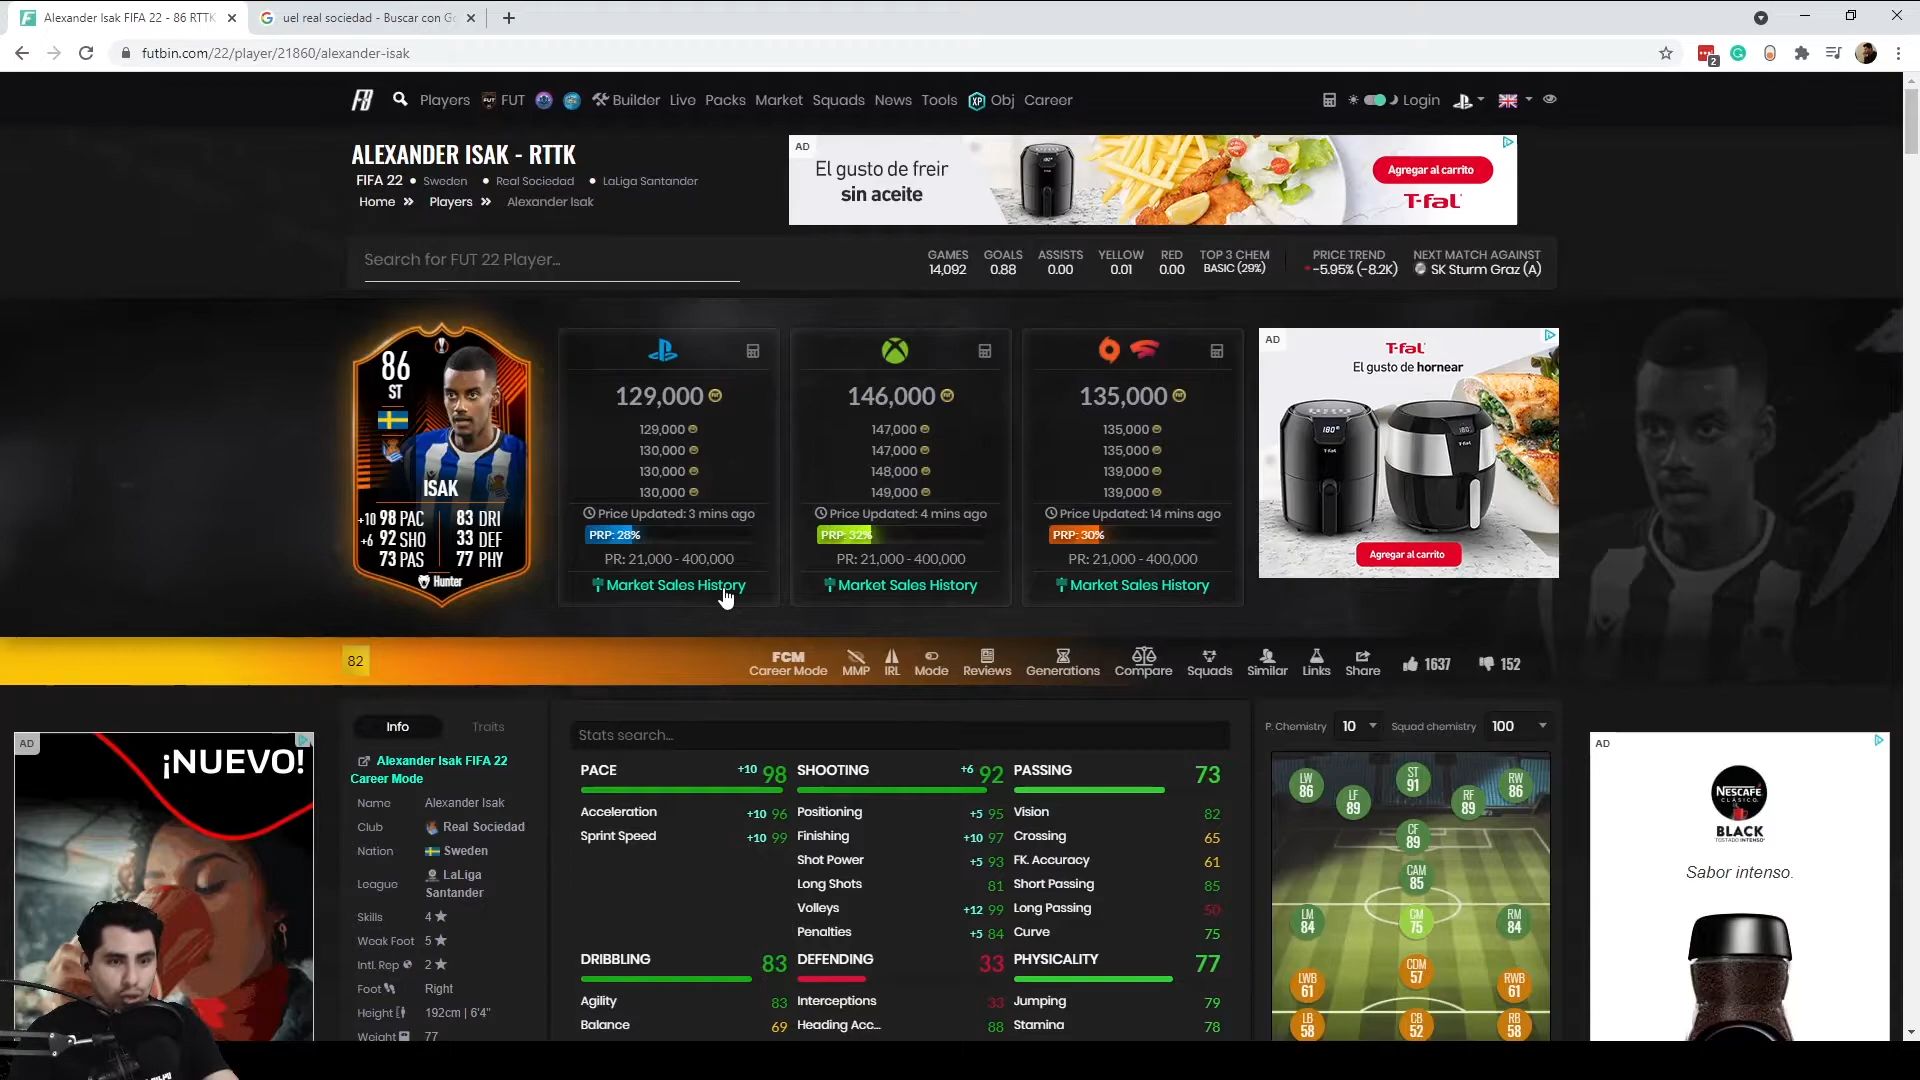 Alexander Isak FIFA 22 - 86 RTTK
uel real sociedad - Buscar con Go
futbin.com/22/player/21860/alexander-isak
2
Players FUT Builder Live Packs Market Squads News Tools XP Obj Career
Login
ALEXANDER ISAK - RTTK
FIFA 22 • Sweden • Real Sociedad • LaLiga Santander
Home » Players » Alexander Isak
AD
El gusto de freir
sin aceite
Agregar al carrito
T-fal
Search for FUT 22 Player...
GAMES GOALS ASSISTS YELLOW RED TOP 3 CHEM PRICE TREND NEXT MATCH AGAINST
14,092 0.88 0.00 0.01 0.00 BASIC (29%) -5.95% (-8.2K) SK Sturm Graz (A)
86
ST
ISAK
+10 98 PAC 83 DRI
+6 92 SHO 33 DEF
73 PAS 77 PHY
Hunter
129,000
129,000
130,000
130,000
130,000
Price Updated: 3 mins ago
PRP: 28%
PR: 21,000 - 400,000
Market Sales History
146,000
147,000
147,000
148,000
149,000
Price Updated: 4 mins ago
PRP: 32%
PR: 21,000 - 400,000
Market Sales History
135,000
135,000
135,000
139,000
139,000
Price Updated: 14 mins ago
PRP: 30%
PR: 21,000 - 400,000
Market Sales History
AD
T-fal
El gusto de hornear
180°
180°
Agregar al carrito
82
FCM
Career Mode MMP IRL Mode Reviews Generations Compare Squads Similar Links Share 1637 152
AD
¡NUEVO!
Info Traits
Alexander Isak FIFA 22
Career Mode
Name Alexander Isak
Club Real Sociedad
Nation Sweden
League LaLiga
Santander
Skills 4
Weak Foot 5
Intl. Rep 2
Foot Right
Height 192cm | 6'4"
Weight 77
Stats search...
PACE +10 98
Acceleration +10 96
Sprint Speed +10 99
SHOOTING +6 92
Positioning +5 95
Finishing +10 97
Shot Power +5 93
Long Shots 81
Volleys +12 99
Penalties +5 84
PASSING 73
Vision 82
Crossing 65
FK. Accuracy 61
Short Passing 85
Long Passing 50
Curve 75
DRIBBLING 83
Agility 83
Balance 69
DEFENDING 33
Interceptions 33
Heading Acc... 88
PHYSICALITY 77
Jumping 79
Stamina 78
P. Chemistry 10 Squad chemistry 100
LW
86
ST
91
RW
86
LF
89
RF
89
CF
89
CAM
85
LM
84
CM
75
RM
84
LWB
61
CDM
57
RWB
61
LB
58
CB
52
RB
58
AD
NESCAFÉ
CLASICO
BLACK
TOSTADO INTENSO
Sabor intenso.